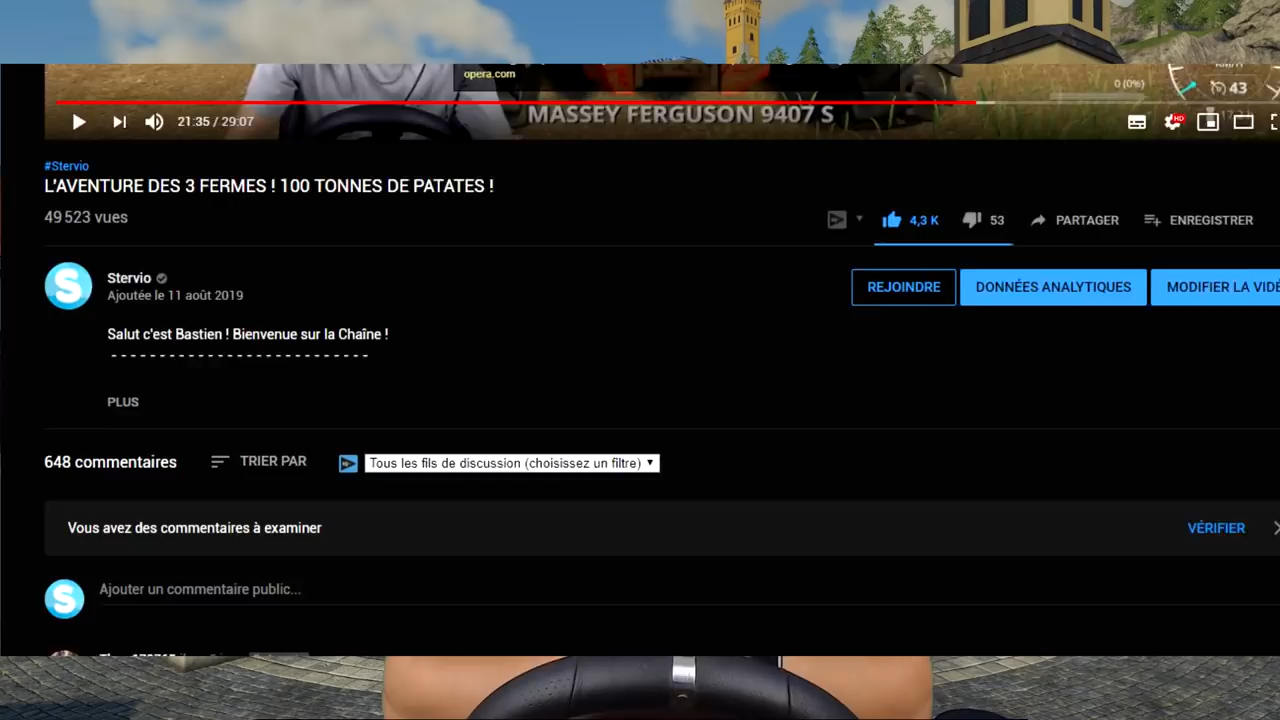 opera.com
0 (0%)
43
MASSEY FERGUSON 9407 S
21:35 / 29:07
HD
#Stervio
L'AVENTURE DES 3 FERMES ! 100 TONNES DE PATATES !
49 523 vues
4,3 K
53
PARTAGER
ENREGISTRER
S
Stervio
Ajoutée le 11 août 2019
REJOINDRE
DONNÉES ANALYTIQUES
MODIFIER LA VIDÉ
Salut c'est Bastien ! Bienvenue sur la Chaîne !
- - - - - - - - - - - - - - - - - - - - - - - - - -
PLUS
648 commentaires
TRIER PAR
Tous les fils de discussion (choisissez un filtre)
Vous avez des commentaires à examiner
VÉRIFIER
S
Ajouter un commentaire public...